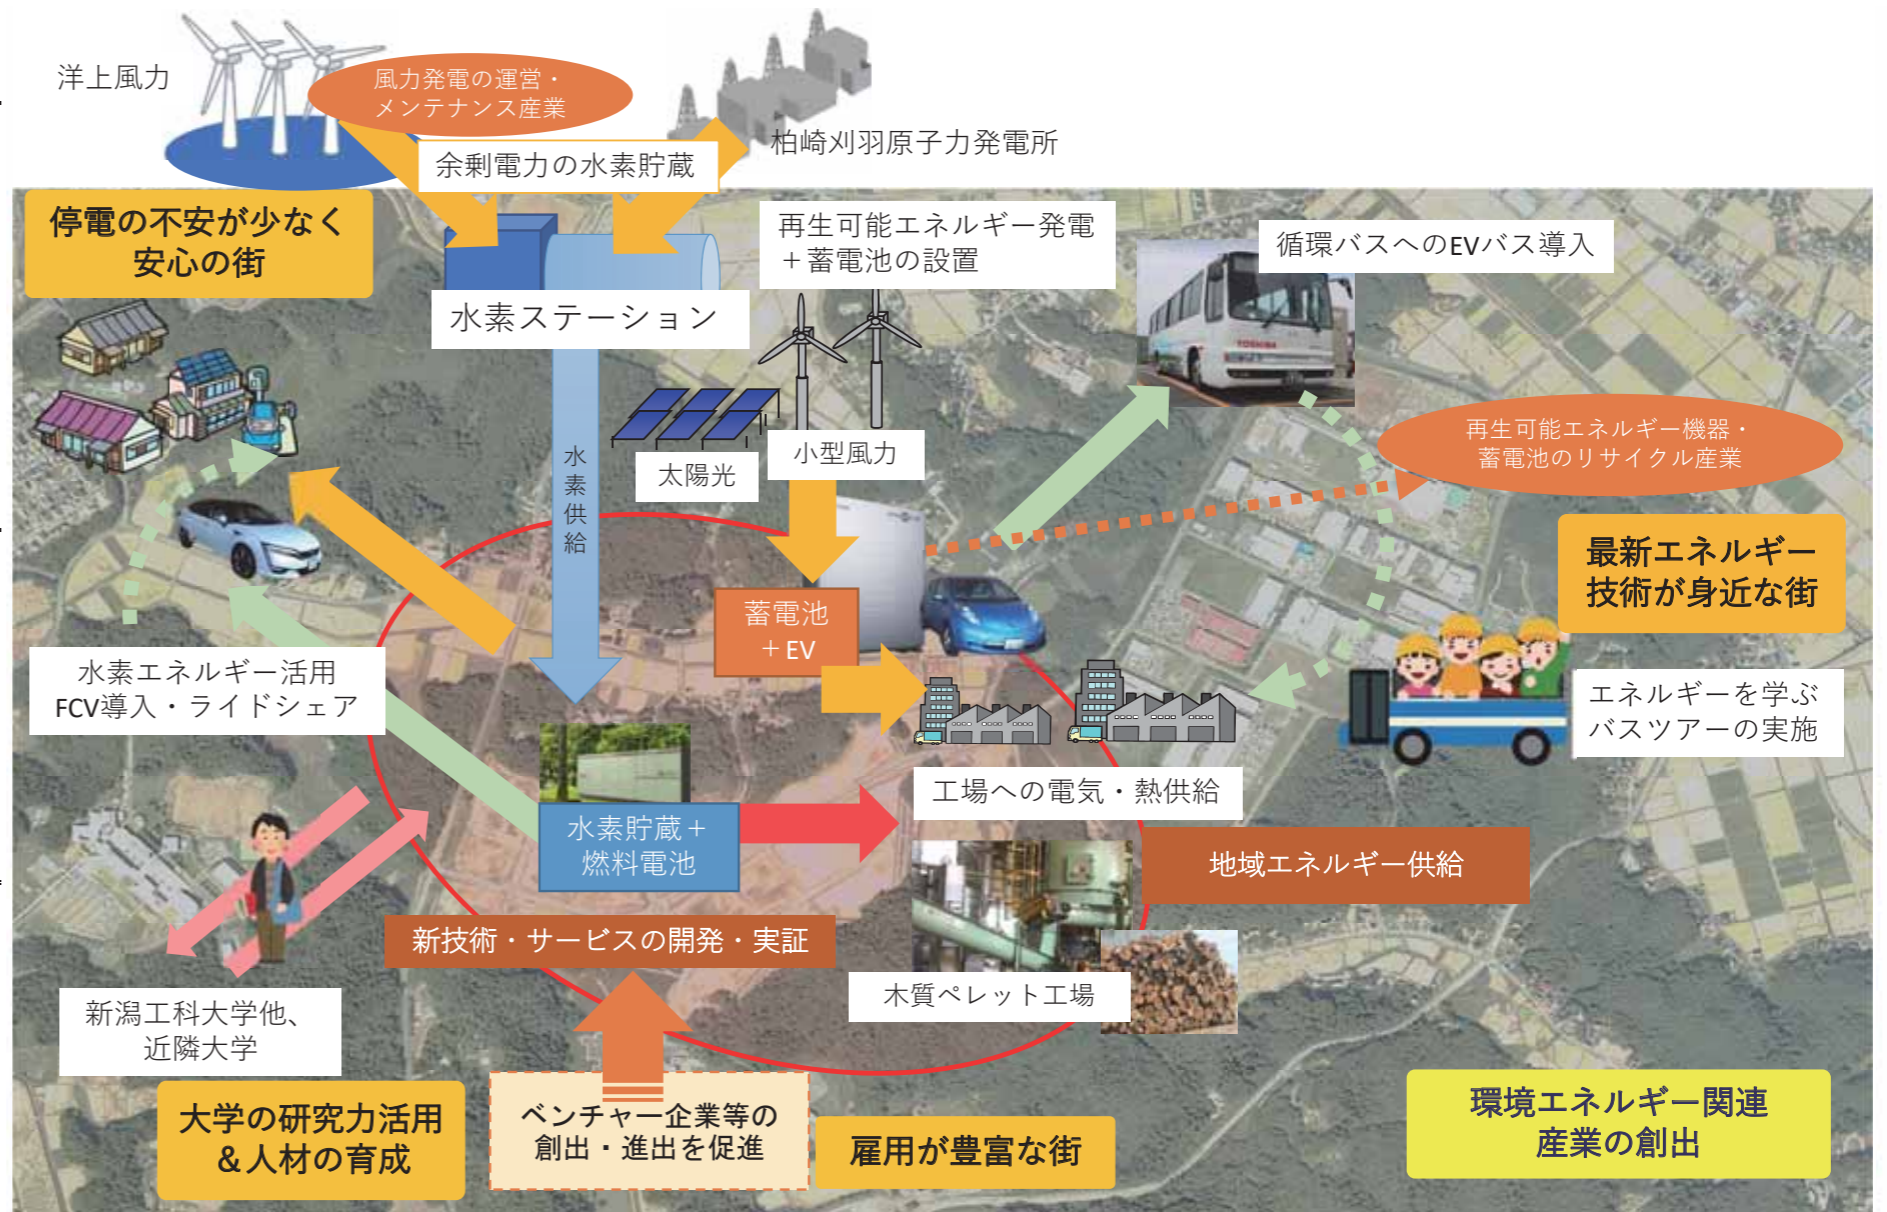 洋上風力
風力発電の運営・
メンテナンス産業
柏崎刈羽原子力発電所
余剰電力の水素貯蔵
停電の不安が少なく
安心の街
再生可能エネルギー発電
＋蓄電池の設置
循環バスへのEVバス導入
水素ステーション
TOSHIBA
水素供給
太陽光
小型風力
再生可能エネルギー機器・
蓄電池のリサイクル産業
最新エネルギー
技術が身近な街
蓄電池
＋EV
水素エネルギー活用
FCV導入・ライドシェア
エネルギーを学ぶ
バスツアーの実施
工場への電気・熱供給
水素貯蔵＋
燃料電池
地域エネルギー供給
新技術・サービスの開発・実証
木質ペレット工場
新潟工科大学他、
近隣大学
大学の研究力活用
＆人材の育成
ベンチャー企業等の
創出・進出を促進
雇用が豊富な街
環境エネルギー関連
産業の創出